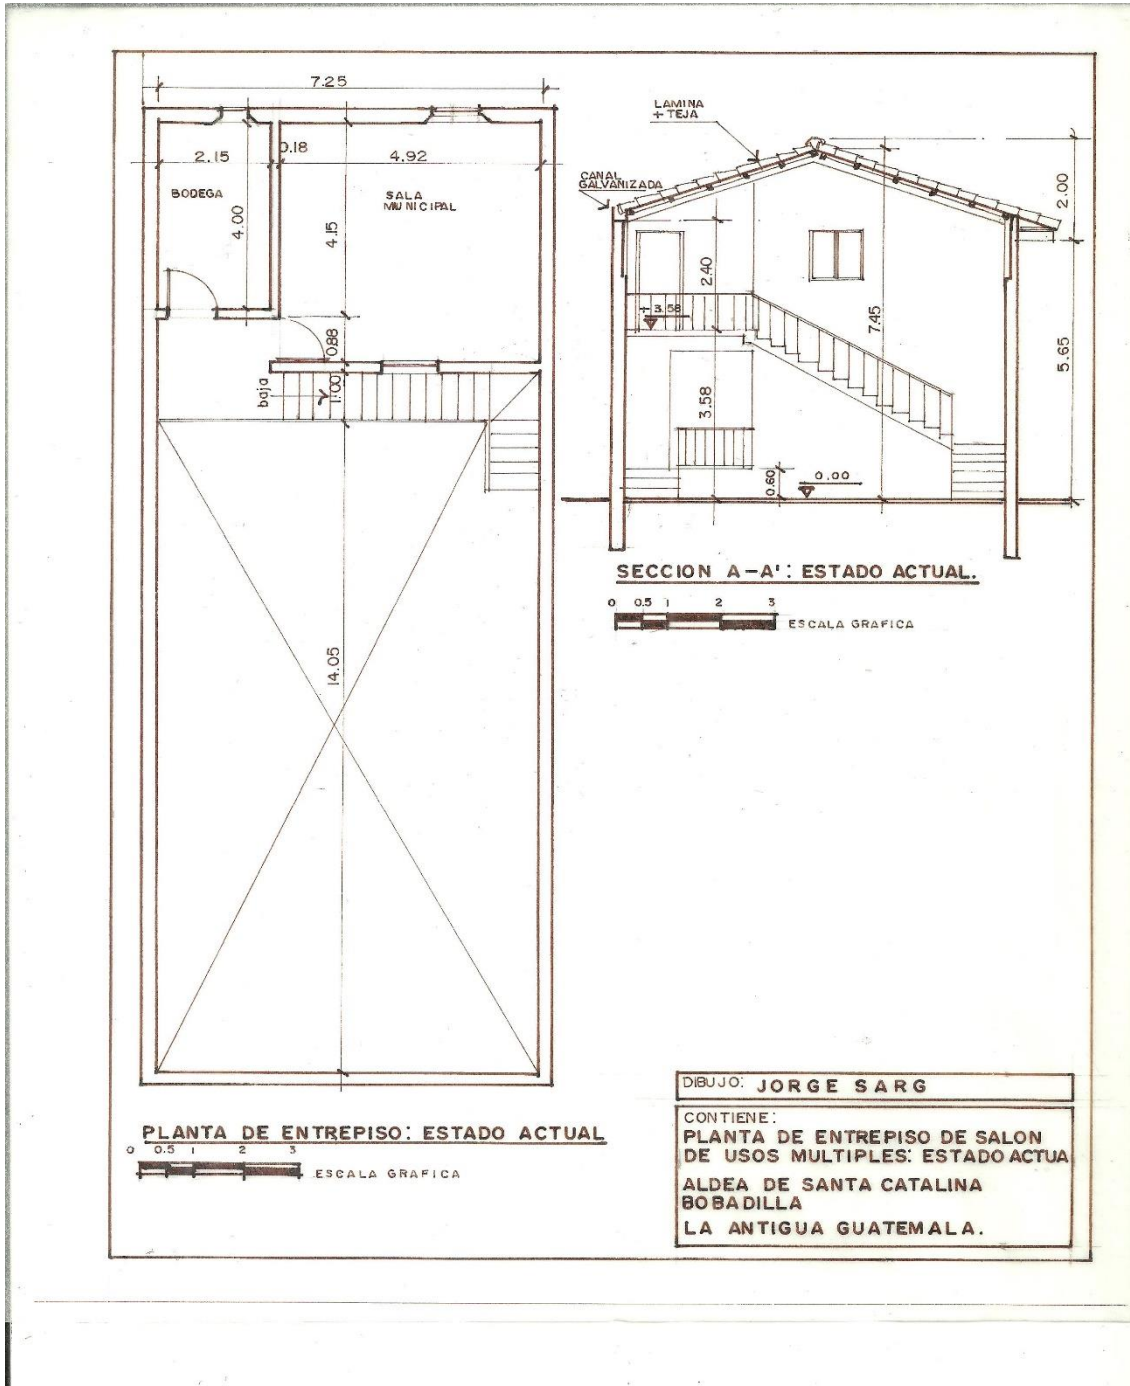 7.25
2.15
0.18
4.92
BODEGA
SALA
MUNICIPAL
4.00
4.15
0.88
baja
1.00
14.05
PLANTA DE ENTREPISO: ESTADO ACTUAL
0 0.5 1 2 3
ESCALA GRAFICA
LAMINA
+ TEJA
CANAL
GALVANIZADA
2.00
2.40
+ 3.58
7.45
5.65
3.58
0.60
0.00
SECCION A-A': ESTADO ACTUAL.
0 0.5 1 2 3
ESCALA GRAFICA
DIBUJO: JORGE SARG
CONTIENE:
PLANTA DE ENTREPISO DE SALON
DE USOS MULTIPLES: ESTADO ACTUA
ALDEA DE SANTA CATALINA
BOBADILLA
LA ANTIGUA GUATEMALA.